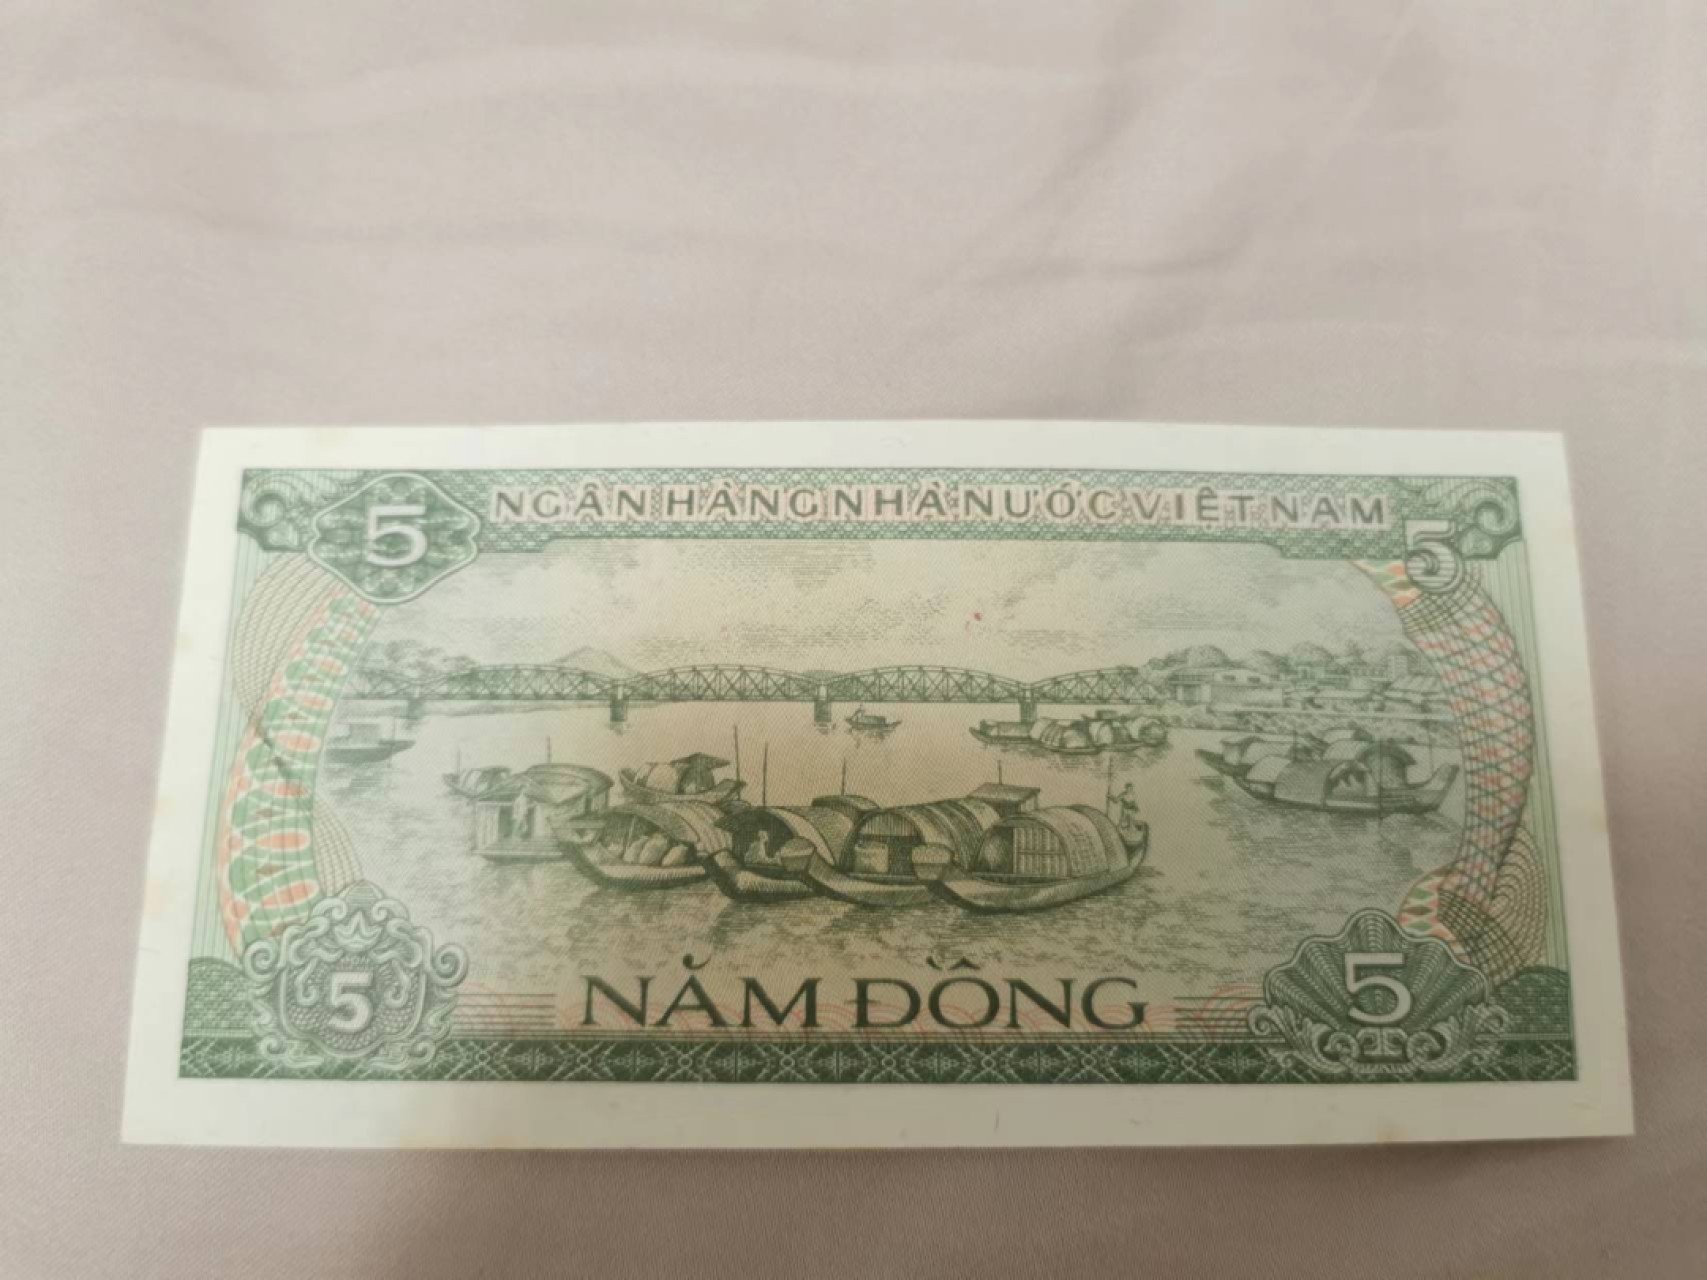 5 NGÂN HÀNG NHÀ NƯỚC VIỆT NAM 5
5 NĂM ĐỒNG 5